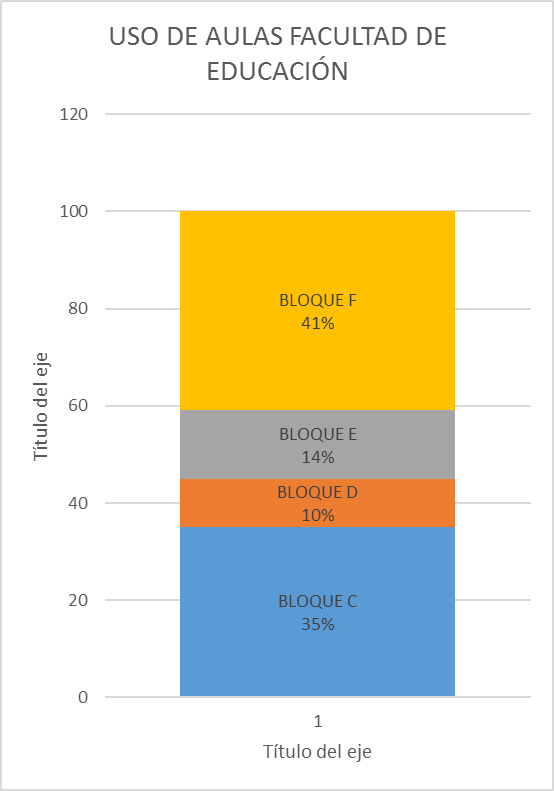 USO DE AULAS FACULTAD DE
EDUCACIÓN
120
100
80
60
40
20
0
Título del eje
BLOQUE F
41%
BLOQUE E
14%
BLOQUE D
10%
BLOQUE C
35%
1
Título del eje